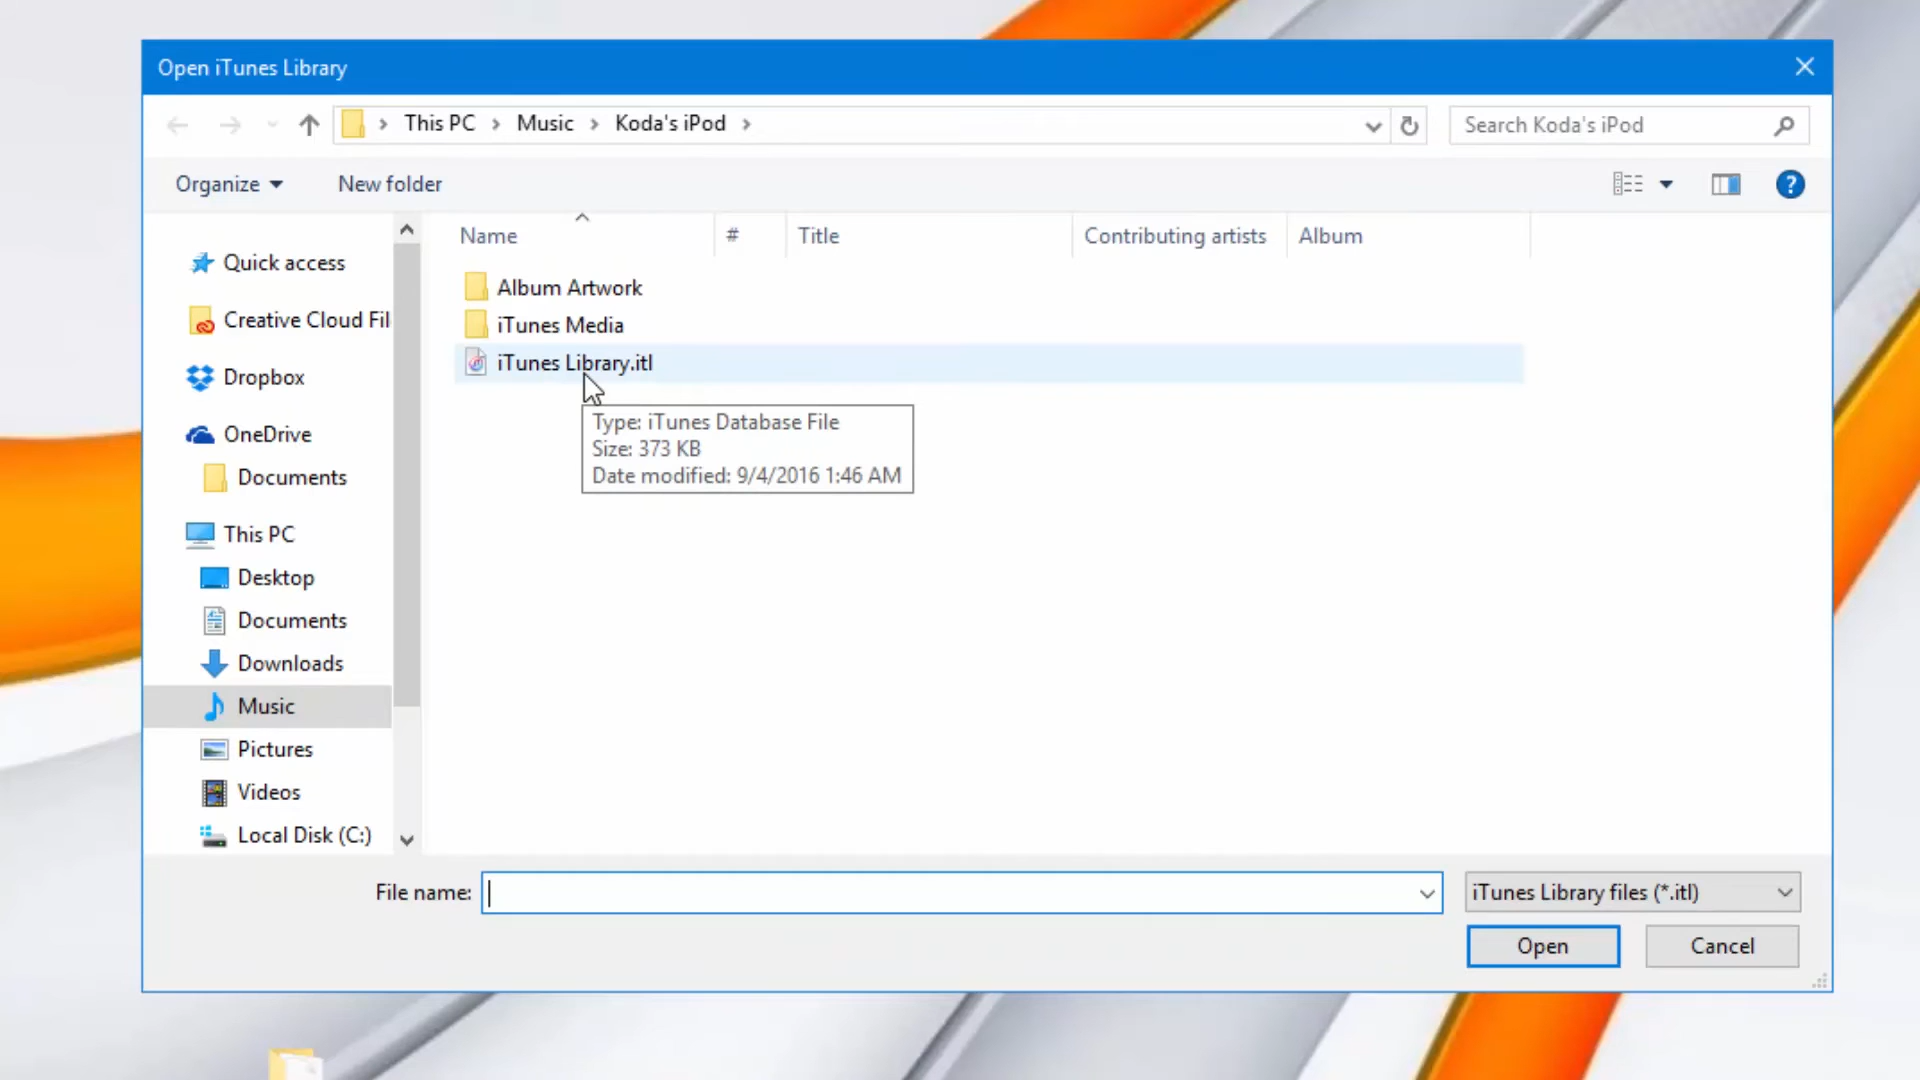 Open iTunes Library
This PC > Music > Koda's iPod >
Search Koda's iPod
Organize
New folder
?
Name
#
Title
Contributing artists
Album
Quick access
Creative Cloud Fil
Dropbox
OneDrive
Documents
This PC
Desktop
Documents
Downloads
Music
Pictures
Videos
Local Disk (C:)
Album Artwork
iTunes Media
iTunes Library.itl
Type: iTunes Database File
Size: 373 KB
Date modified: 9/4/2016 1:46 AM
File name:
iTunes Library files (*.itl)
Open
Cancel